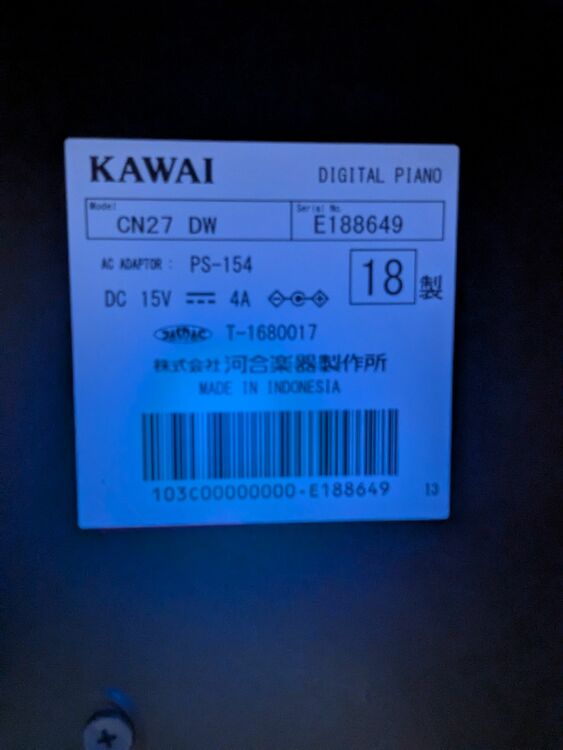 KAWAI DIGITAL PIANO
Model Serial No.
CN27 DW E188649
AC ADAPTOR : PS-154
18 製
DC 15V 4A
T-1680017
株式会社 河合楽器製作所
MADE IN INDONESIA
103C00000000-E188649 13